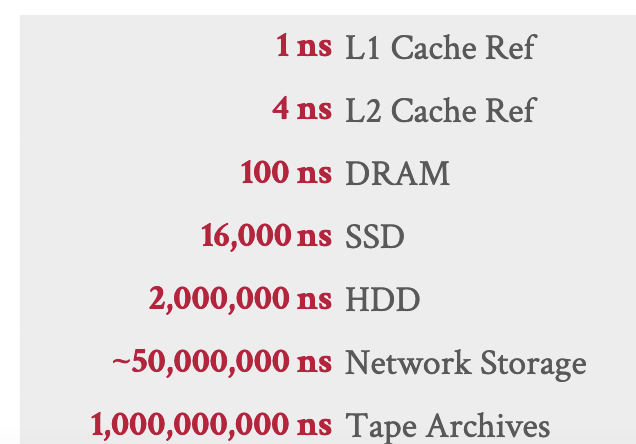 1 ns L1 Cache Ref
4 ns L2 Cache Ref
100 ns DRAM
16,000 ns SSD
2,000,000 ns HDD
~50,000,000 ns Network Storage
1,000,000,000 ns Tape Archives